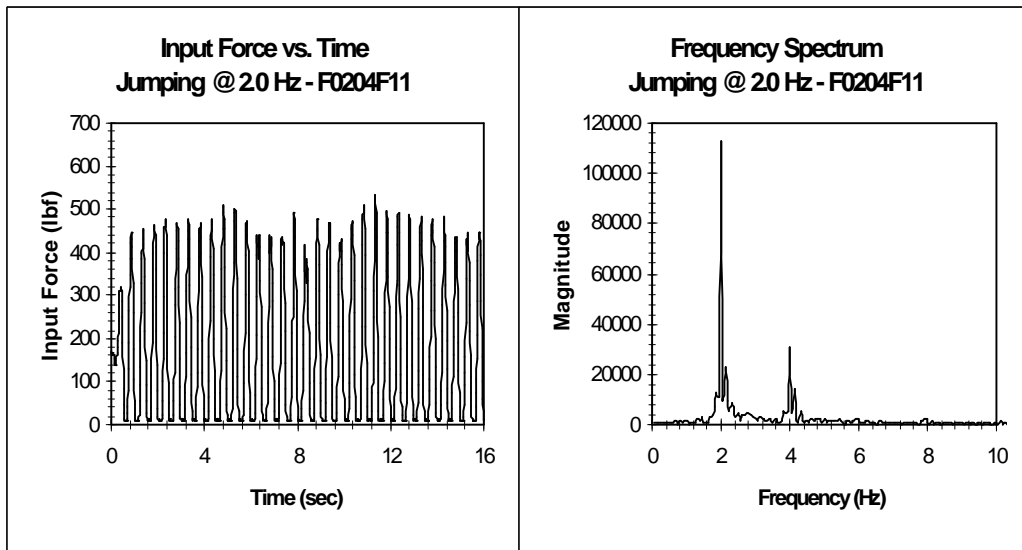 Input Force vs. Time
Jumping @ 2.0 Hz - F0204F11
700
600
500
400
300
200
100
0
Input Force (lbf)
0 4 8 12 16
Time (sec)
Frequency Spectrum
Jumping @ 2.0 Hz - F0204F11
120000
100000
80000
60000
40000
20000
0
Magnitude
0 2 4 6 8 10
Frequency (Hz)